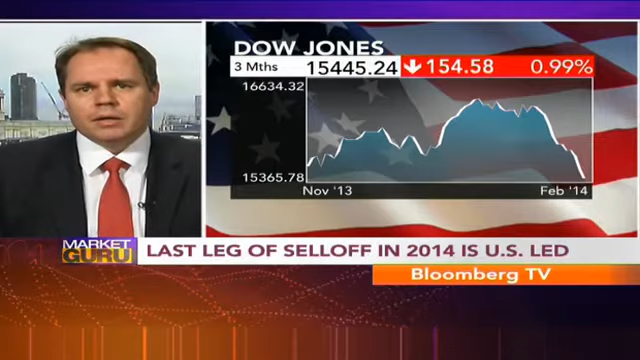 DOW JONES
3 Mths 15445.24 154.58 0.99%
16634.32
15365.78
Nov '13 Feb '14
MARKET
GURU
LAST LEG OF SELLOFF IN 2014 IS U.S. LED
Bloomberg TV